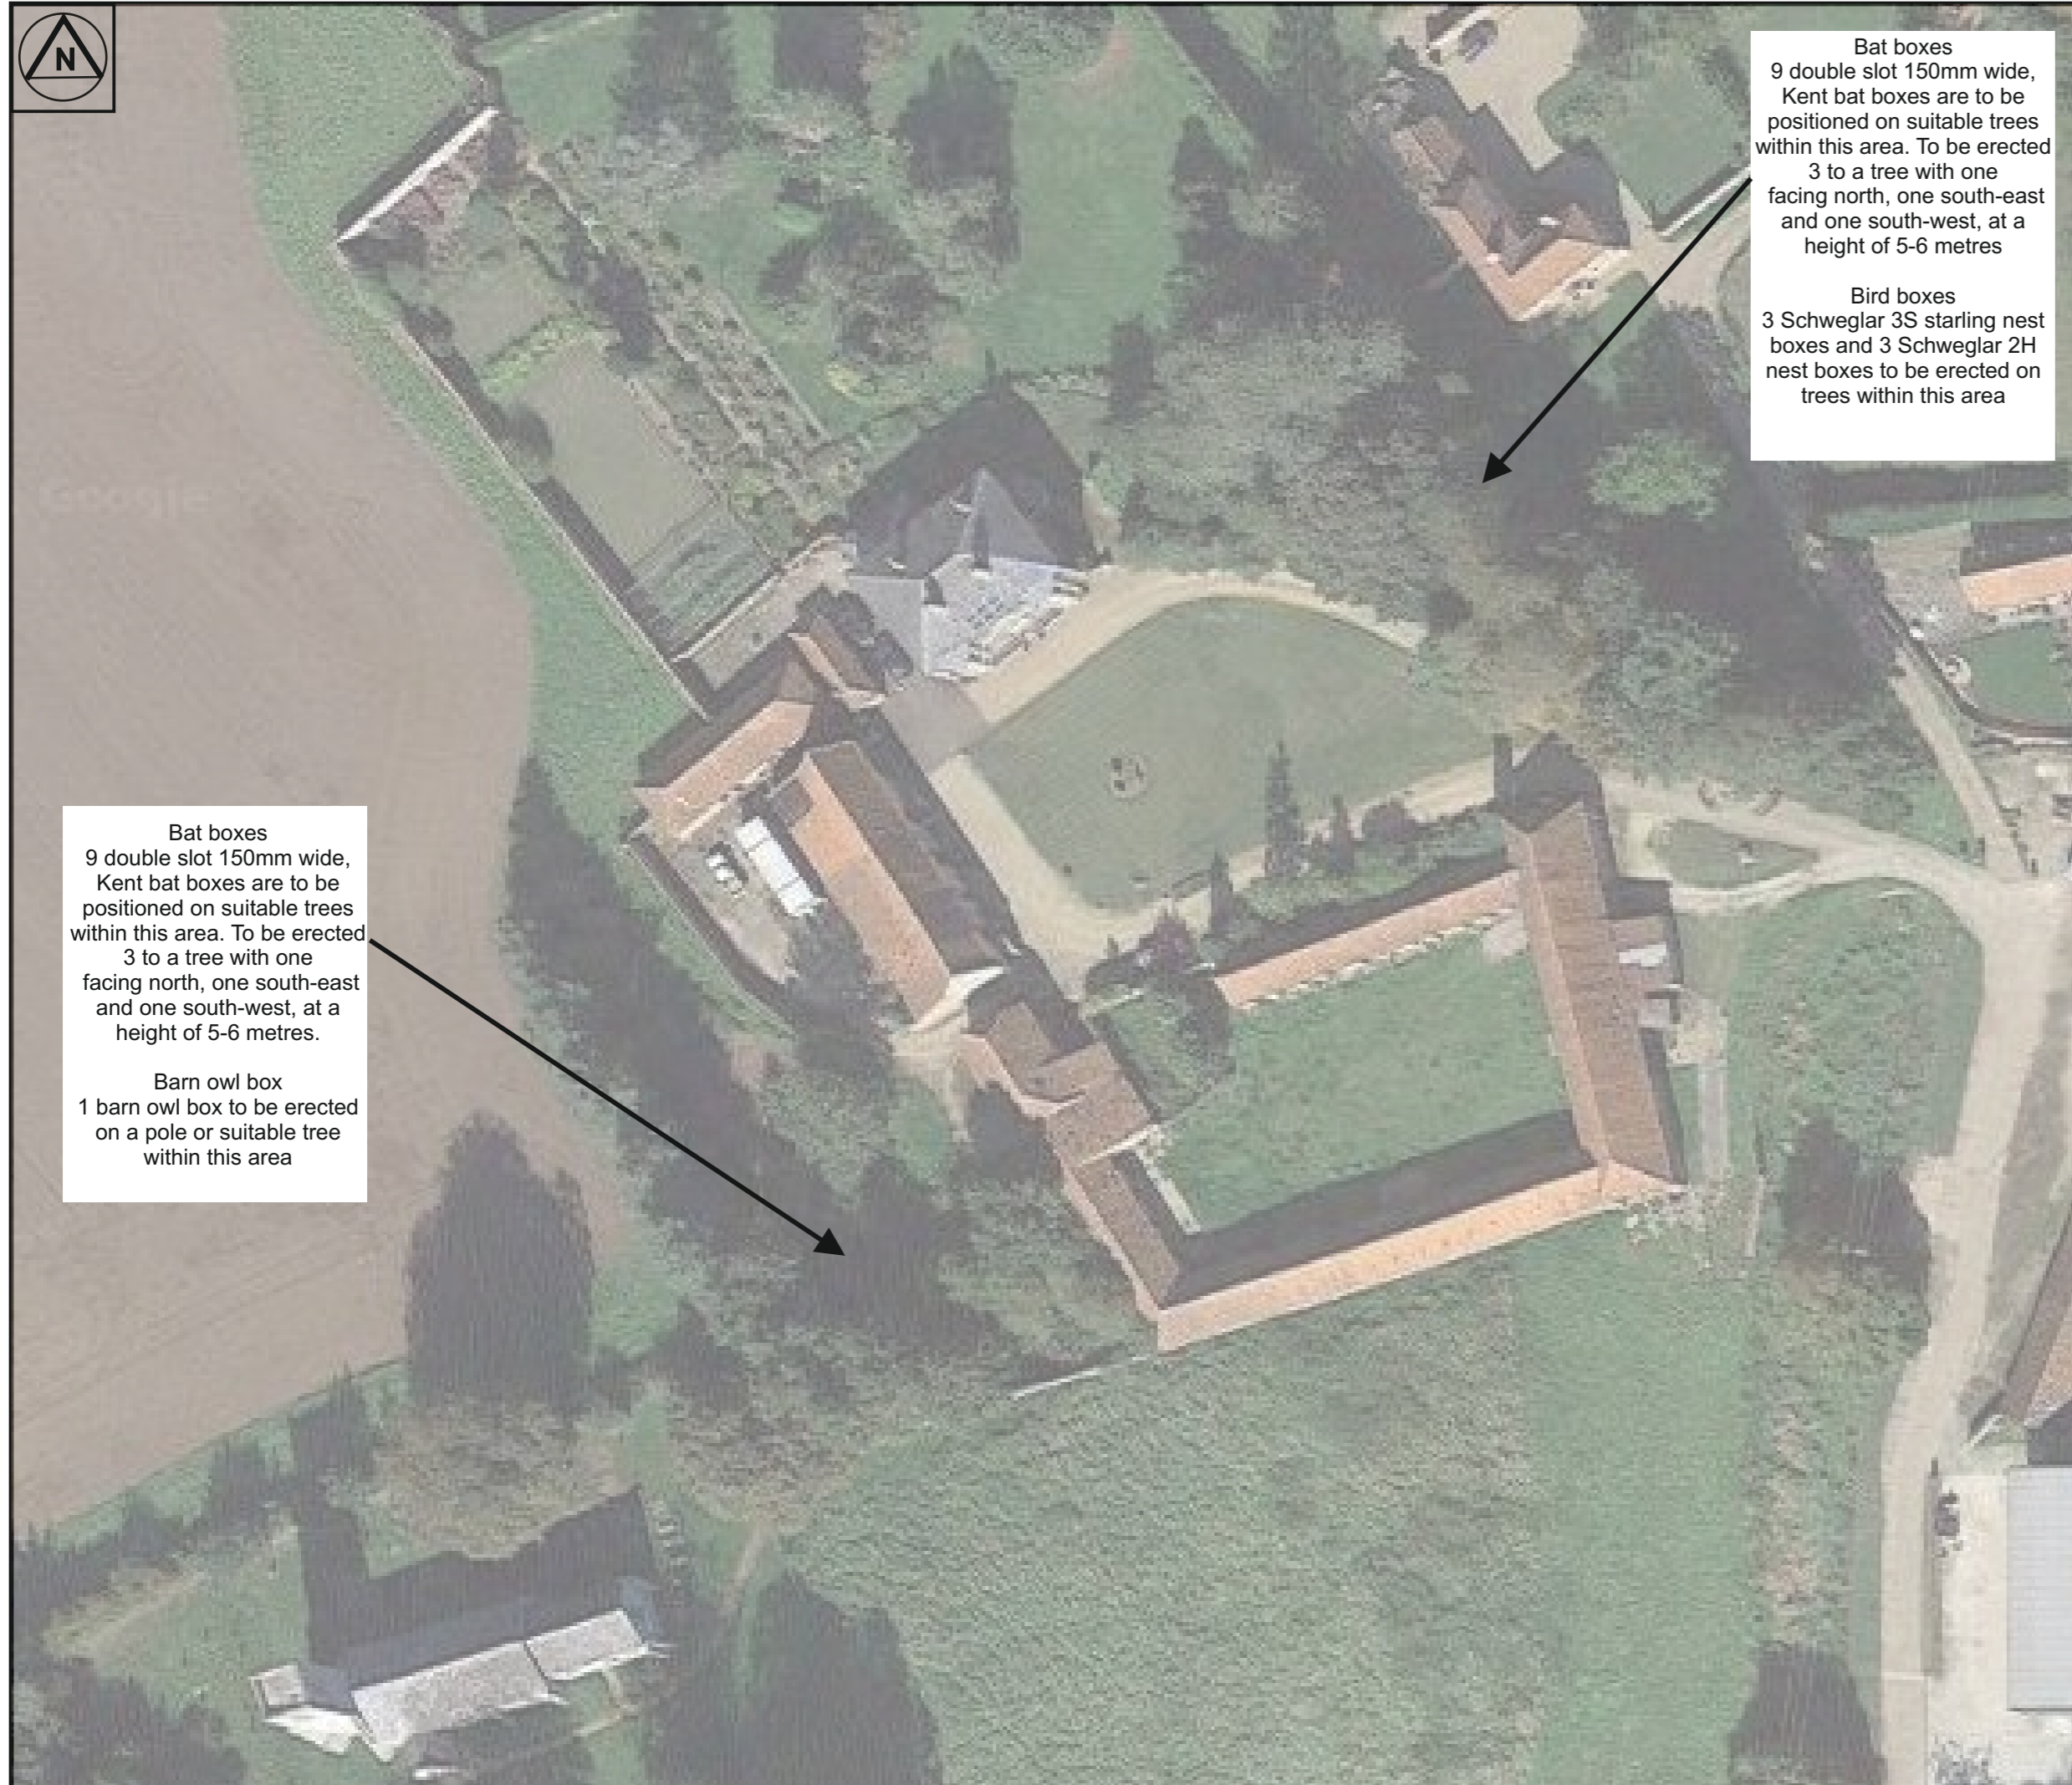 N
Bat boxes
9 double slot 150mm wide,
Kent bat boxes are to be
positioned on suitable trees
within this area. To be erected
3 to a tree with one
facing north, one south-east
and one south-west, at a
height of 5-6 metres
Bird boxes
3 Schweglar 3S starling nest
boxes and 3 Schweglar 2H
nest boxes to be erected on
trees within this area
Google
Bat boxes
9 double slot 150mm wide,
Kent bat boxes are to be
positioned on suitable trees
within this area. To be erected
3 to a tree with one
facing north, one south-east
and one south-west, at a
height of 5-6 metres.
Barn owl box
1 barn owl box to be erected
on a pole or suitable tree
within this area